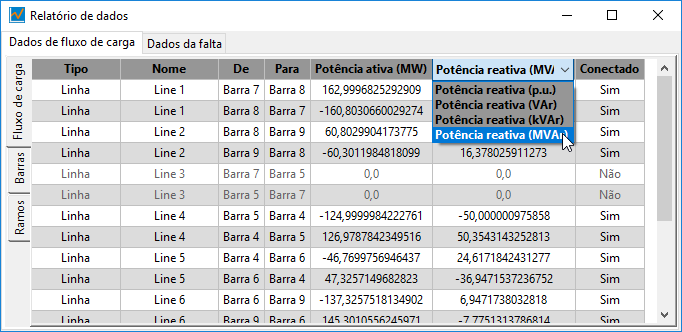 Relatório de dados
Dados de fluxo de carga Dados da falta
Fluxo de carga
Barras
Ramos
Tipo Nome De Para Potência ativa (MW) Potência reativa (MV Conectado
Linha Line 1 Barra 7 Barra 8 162,9996825292909 Potência reativa (p.u.) Sim
Linha Line 1 Barra 8 Barra 7 -160,8030660029274 Potência reativa (VAr) Potência reativa (kVAr) Sim
Linha Line 2 Barra 8 Barra 9 60,8029904173775 Potência reativa (MVAr) Sim
Linha Line 2 Barra 9 Barra 8 -60,3011984818099 16,378025911273 Sim
Linha Line 3 Barra 7 Barra 5 0,0 0,0 Não
Linha Line 3 Barra 5 Barra 7 0,0 0,0 Não
Linha Line 4 Barra 5 Barra 4 -124,9999984222761 -50,000000975858 Sim
Linha Line 4 Barra 4 Barra 5 126,9787842349516 50,3543143252813 Sim
Linha Line 5 Barra 4 Barra 6 -46,7699756946437 24,6171842431277 Sim
Linha Line 5 Barra 6 Barra 4 47,3257149682823 -36,9471537236752 Sim
Linha Line 6 Barra 6 Barra 9 -137,3257518134902 6,9471738032818 Sim
Linha Line 6 Barra 9 Barra 6 145,3010556245971 -7,7751313786814 Sim